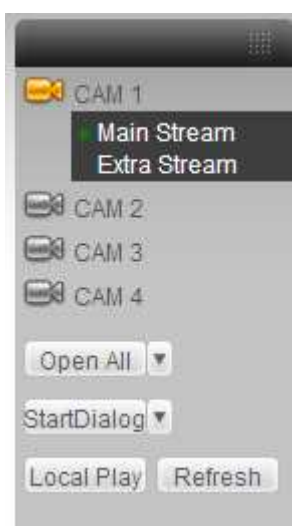 CAM 1
Main Stream
Extra Stream
CAM 2
CAM 3
CAM 4
Open All
StartDialog
Local Play Refresh